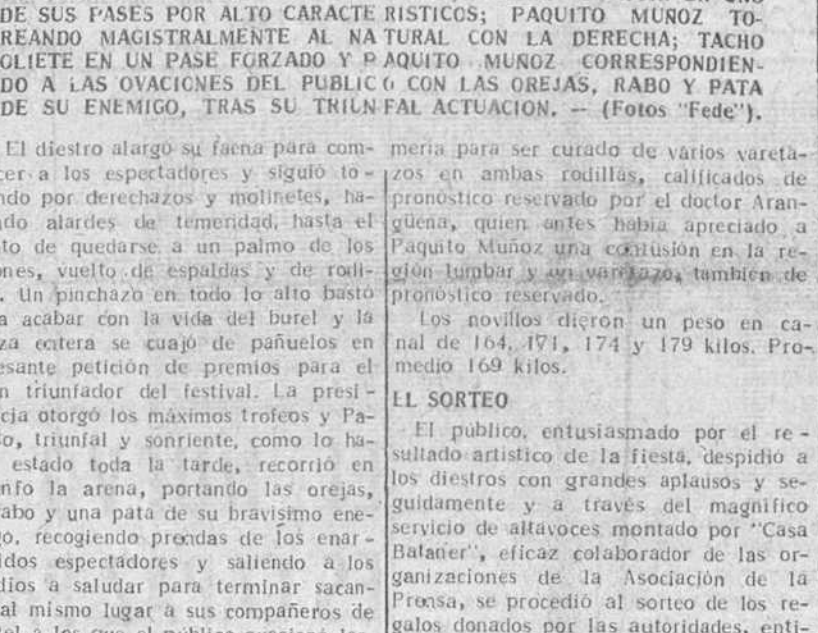 DE SUS PASES POR ALTO CARACTERISTICOS; PAQUITO MUÑOZ TO-
REANDO MAGISTRALMENTE AL NATURAL CON LA DERECHA; TACHO
OLIETE EN UN PASE FORZADO Y PAQUITO MUÑOZ CORRESPONDIEN-
DO A LAS OVACIONES DEL PUBLICO CON LAS OREJAS, RABO Y PATA
DE SU ENEMIGO, TRAS SU TRIUNFAL ACTUACION. -- (Fotos "Fede").
El diestro alargó su faena para com-
cer a los espectadores y siguió to-
ndo por derechazos y molinetes, ha-
ndo alardes de temeridad, hasta el
to de quedarse a un palmo de los
ones, vuelto de espaldas y de rodi-
. Un pinchazo en todo lo alto bastó
a acabar con la vida del burel y la
za entera se cuajó de pañuelos en
esante petición de premios para el
n triunfador del festival. La presi-
cia otorgó los máximos trofeos y Pa-
o, triunfal y sonriente, como lo ha-
estado toda la tarde, recorrió en
nfo la arena, portando las orejas,
abo y una pata de su bravísimo ene-
go, recogiendo prendas de los enar-
idos espectadores y saliendo a los
dios a saludar para terminar sacan-
al mismo lugar a sus compañeros de
mería para ser curado de varios vareta-
zos en ambas rodillas, calificados de
pronóstico reservado por el doctor Aran-
güena, quien antes había apreciado a
Paquito Muñoz una contusión en la re-
gión lumbar y un varetazo, también de
pronóstico reservado.
Los novillos dieron un peso en ca-
nal de 164, 171, 174 y 179 kilos. Pro-
medio 169 kilos.
EL SORTEO
El público, entusiasmado por el re-
sultado artístico de la fiesta, despidió a
los diestros con grandes aplausos y se-
guidamente y a través del magnífico
servicio de altavoces montado por "Casa
Balaner", eficaz colaborador de las or-
ganizaciones de la Asociación de la
Prensa, se procedió al sorteo de los re-
galos donados por las autoridades, enti-